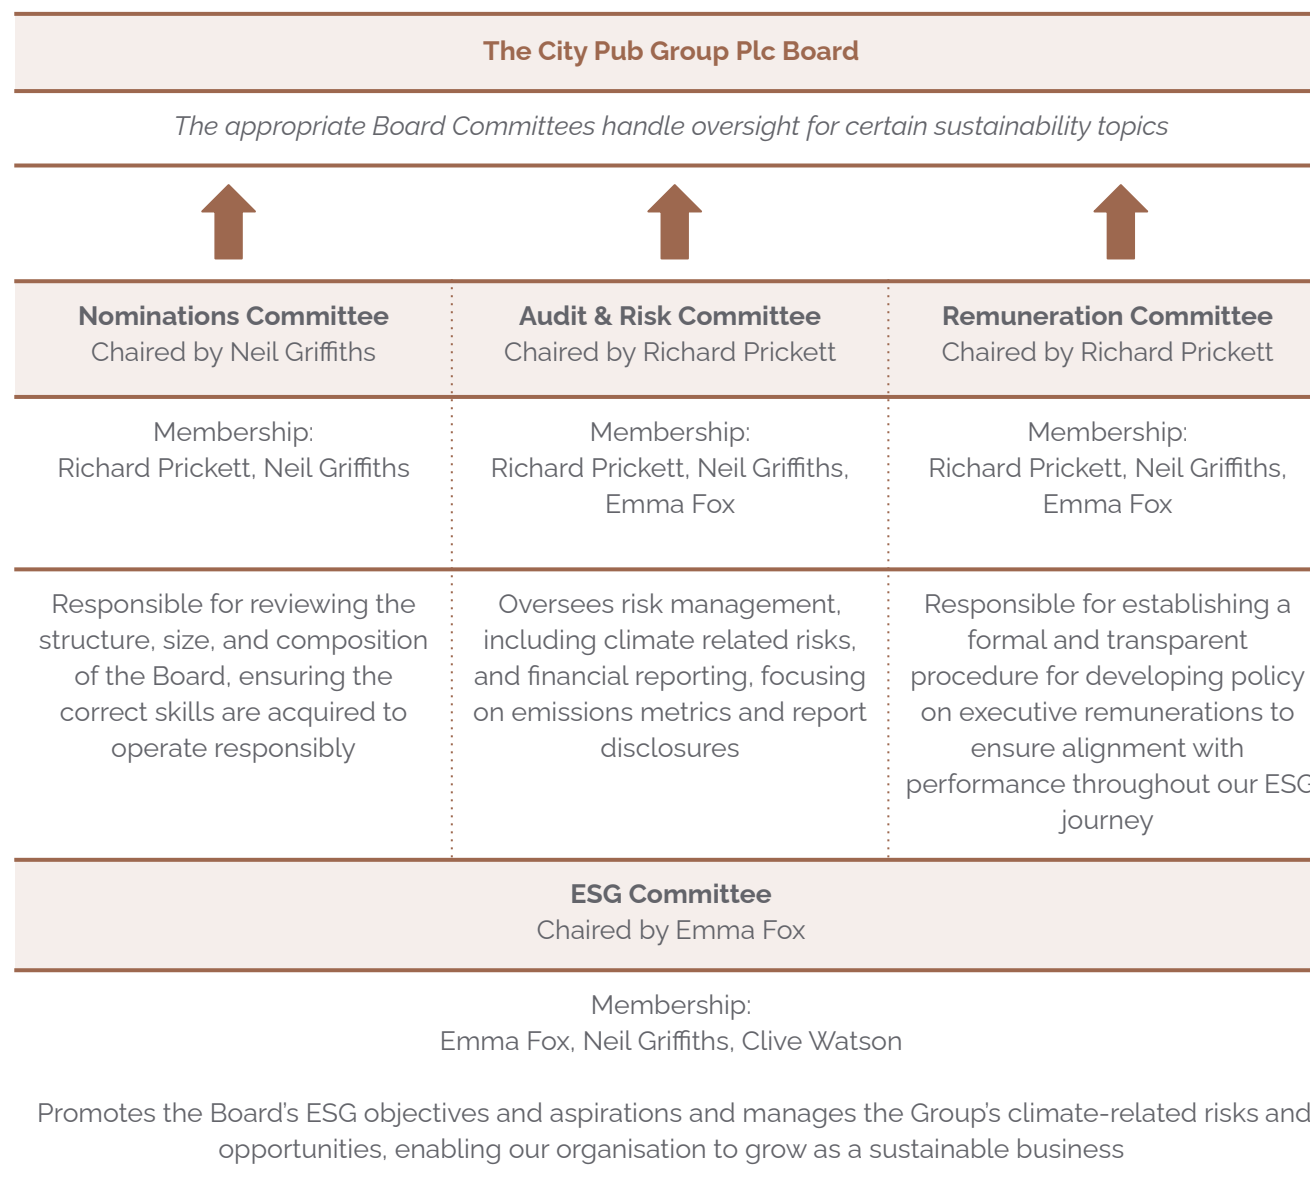 The City Pub Group Plc Board
The appropriate Board Committees handle oversight for certain sustainability topics
Nominations Committee
Chaired by Neil Griffiths
Membership:
Richard Prickett, Neil Griffiths
Responsible for reviewing the
structure, size, and composition
of the Board, ensuring the
correct skills are acquired to
operate responsibly
Audit & Risk Committee
Chaired by Richard Prickett
Membership:
Richard Prickett, Neil Griffiths,
Emma Fox
Oversees risk management,
including climate related risks,
and financial reporting, focusing
on emissions metrics and report
disclosures
Remuneration Committee
Chaired by Richard Prickett
Membership:
Richard Prickett, Neil Griffiths,
Emma Fox
Responsible for establishing a
formal and transparent
procedure for developing policy
on executive remunerations to
ensure alignment with
performance throughout our ESG
journey
ESG Committee
Chaired by Emma Fox
Membership:
Emma Fox, Neil Griffiths, Clive Watson
Promotes the Board’s ESG objectives and aspirations and manages the Group’s climate-related risks and
opportunities, enabling our organisation to grow as a sustainable business